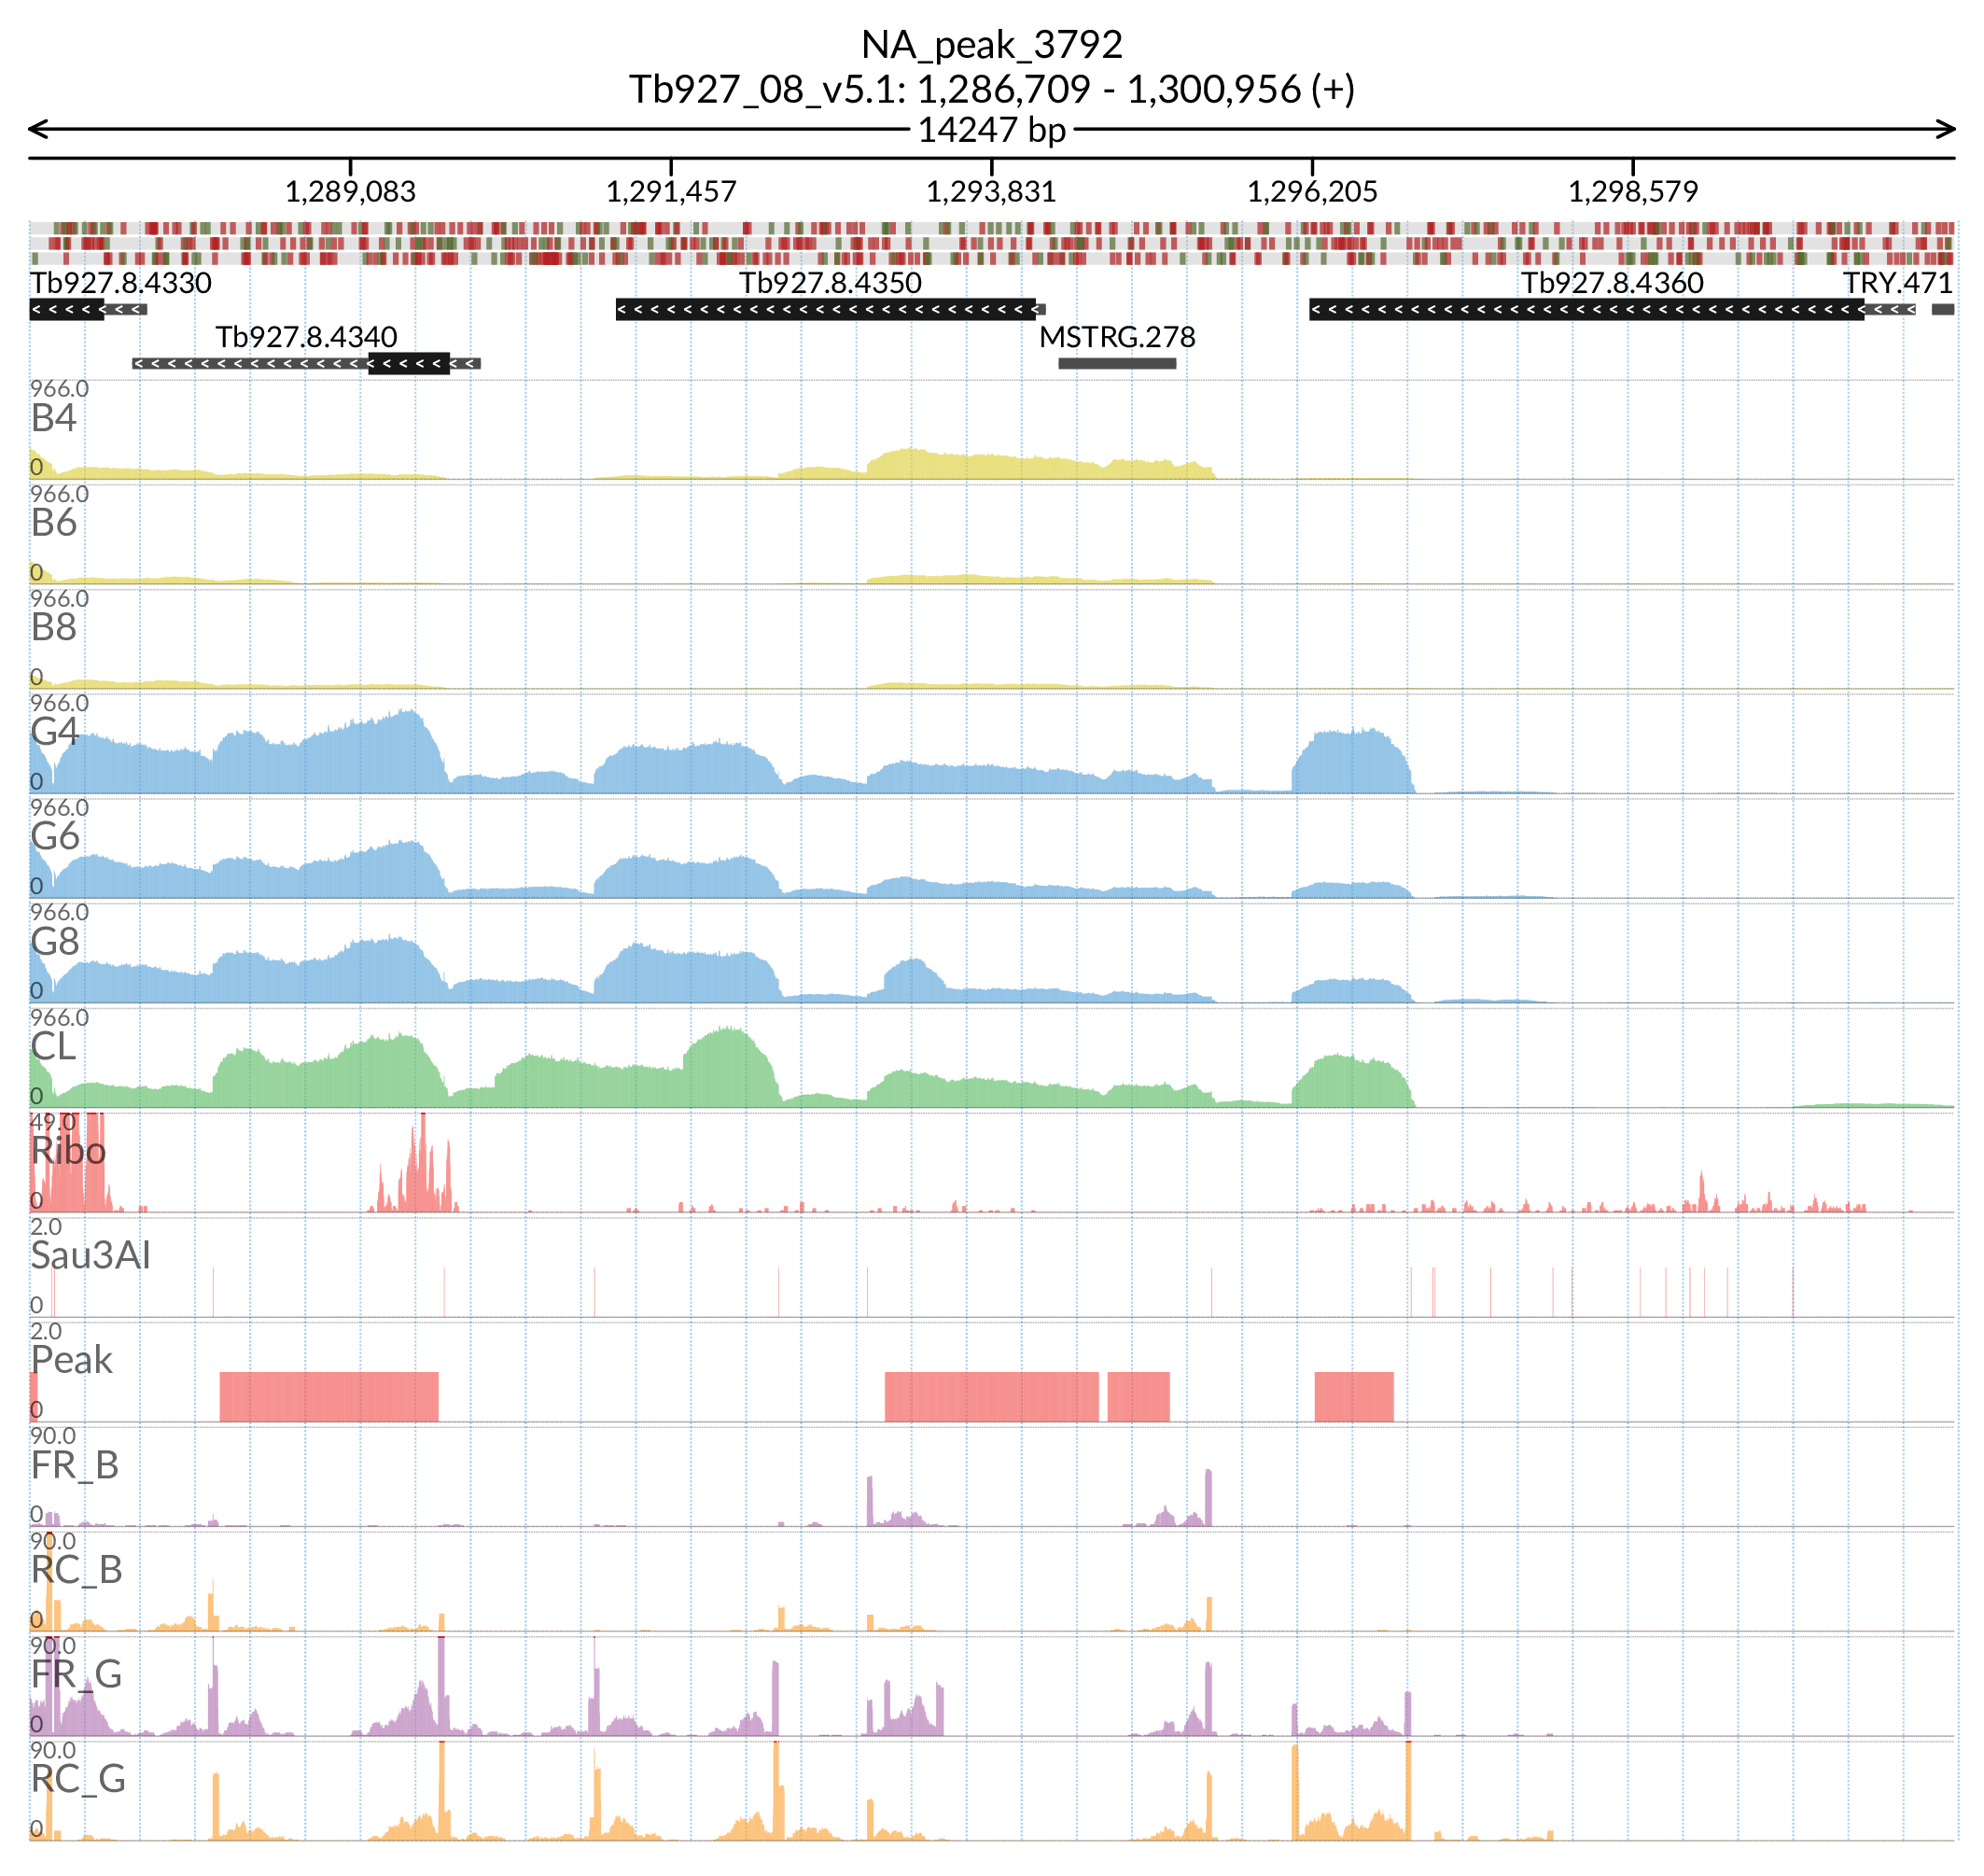 NA_peak_3792
Tb927_08_v5.1: 1,286,709 - 1,300,956 (+)
14247 bp
1,289,083 1,291,457 1,293,831 1,296,205 1,298,579
Tb927.8.4330 Tb927.8.4350 Tb927.8.4360 TRY.471
Tb927.8.4340 MSTRG.278
966.0
B4
0
966.0
B6
0
966.0
B8
0
966.0
G4
0
966.0
G6
0
966.0
G8
0
966.0
CL
0
49.0
Ribo
0
2.0
Sau3AI
0
2.0
Peak
0
90.0
FR_B
0
90.0
RC_B
0
90.0
FR_G
0
90.0
RC_G
0